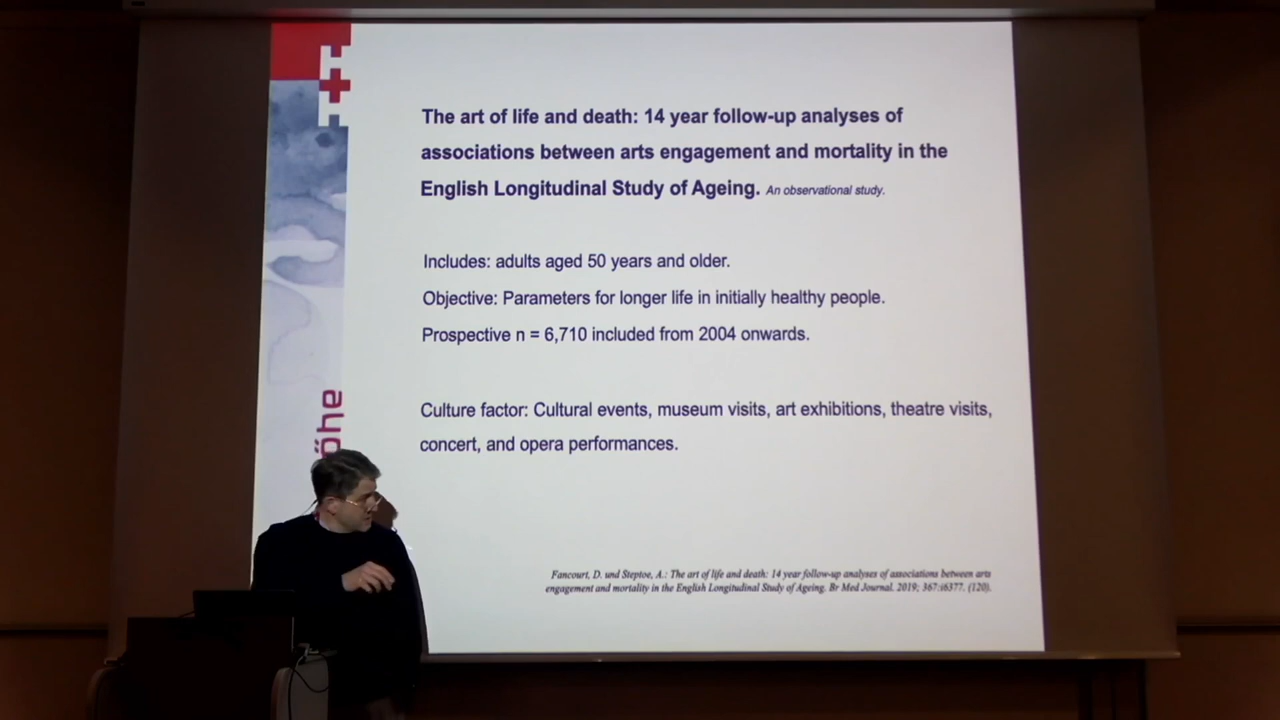 The art of life and death: 14 year follow-up analyses of
associations between arts engagement and mortality in the
English Longitudinal Study of Ageing. An observational study.
Includes: adults aged 50 years and older.
Objective: Parameters for longer life in initially healthy people.
Prospective n = 6,710 included from 2004 onwards.
Culture factor: Cultural events, museum visits, art exhibitions, theatre visits,
concert, and opera performances.
öhe
Fancourt, D. und Steptoe, A.: The art of life and death: 14 year follow-up analyses of associations between arts
engagement and mortality in the English Longitudinal Study of Ageing. Br Med Journal. 2019; 367:i6377. (120).